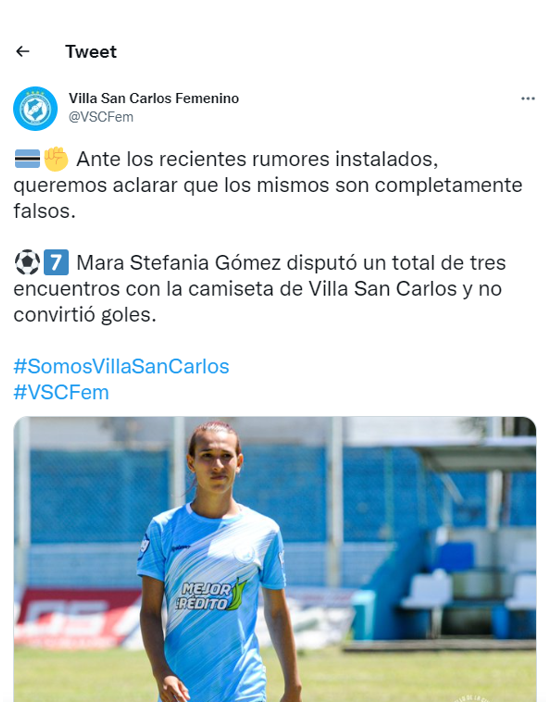 Tweet
Villa San Carlos Femenino
@VSCFem
🇧🇼✊ Ante los recientes rumores instalados,
queremos aclarar que los mismos son completamente
falsos.
⚽7️⃣ Mara Stefania Gómez disputó un total de tres
encuentros con la camiseta de Villa San Carlos y no
convirtió goles.
#SomosVillaSanCarlos
#VSCFem
MEJOR
CRÉDITO